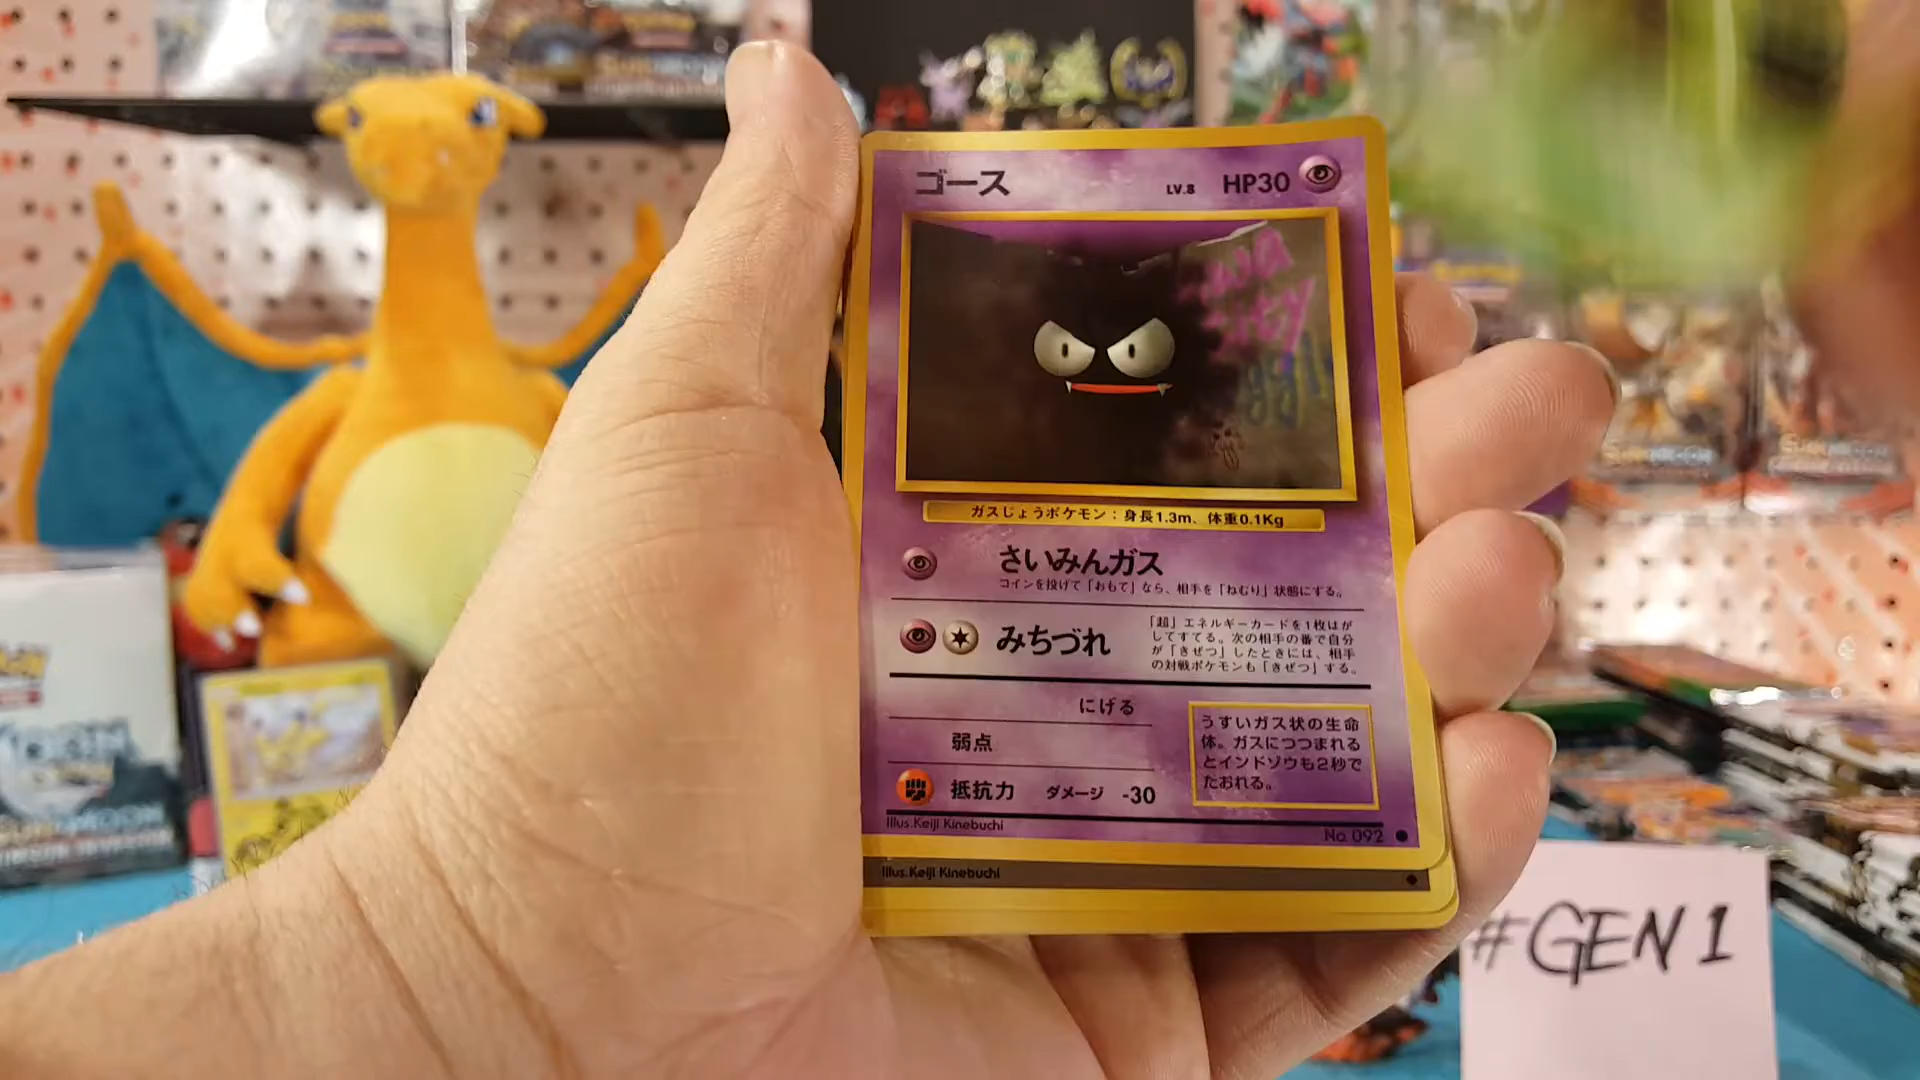 ゴース LV.8 HP30
ガスじょうポケモン：身長1.3m、体重0.1Kg
さいみんガス
コインを投げて「おもて」なら、相手を「ねむり」状態にする。
みちづれ
「超」エネルギーカードを1枚はが
してすてる。次の相手の番で自分
が「きぜつ」したときには、相手
の対戦ポケモンも「きぜつ」する。
にげる
弱点
抵抗力 ダメージ -30
うすいガス状の生命
体。ガスにつつまれる
とインドゾウも2秒で
たおれる。
Illus.Keiji Kinebuchi
No. 092
Illus.Keiji Kinebuchi
#GEN 1
SUN & MOON